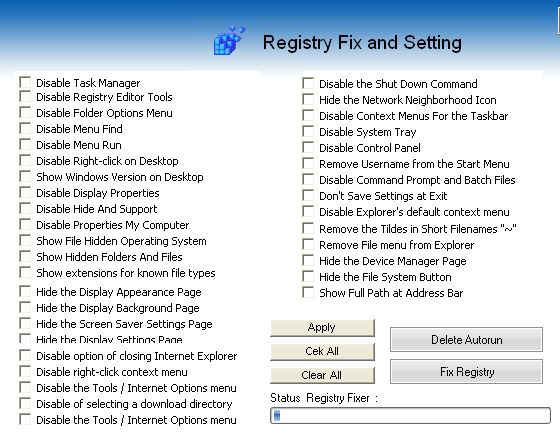 Registry Fix and Setting
Disable Task Manager
Disable Registry Editor Tools
Disable Folder Options Menu
Disable Menu Find
Disable Menu Run
Disable Right-click on Desktop
Show Windows Version on Desktop
Disable Display Properties
Disable Hide And Support
Disable Properties My Computer
Show File Hidden Operating System
Show Hidden Folders And Files
Show extensions for known file types
Hide the Display Appearance Page
Hide the Display Background Page
Hide the Screen Saver Settings Page
Hide the Display Settings Page
Disable option of closing Internet Explorer
Disable right-click context menu
Disable the Tools / Internet Options menu
Disable of selecting a download directory
Disable the Tools / Internet Options menu
Disable the Shut Down Command
Hide the Network Neighborhood Icon
Disable Context Menus For the Taskbar
Disable System Tray
Disable Control Panel
Remove Username from the Start Menu
Disable Command Prompt and Batch Files
Don't Save Settings at Exit
Disable Explorer's default context menu
Remove the Tildes in Short Filenames "~"
Remove File menu from Explorer
Hide the Device Manager Page
Hide the File System Button
Show Full Path at Address Bar
Apply
Cek All
Clear All
Delete Autorun
Fix Registry
Status Registry Fixer :